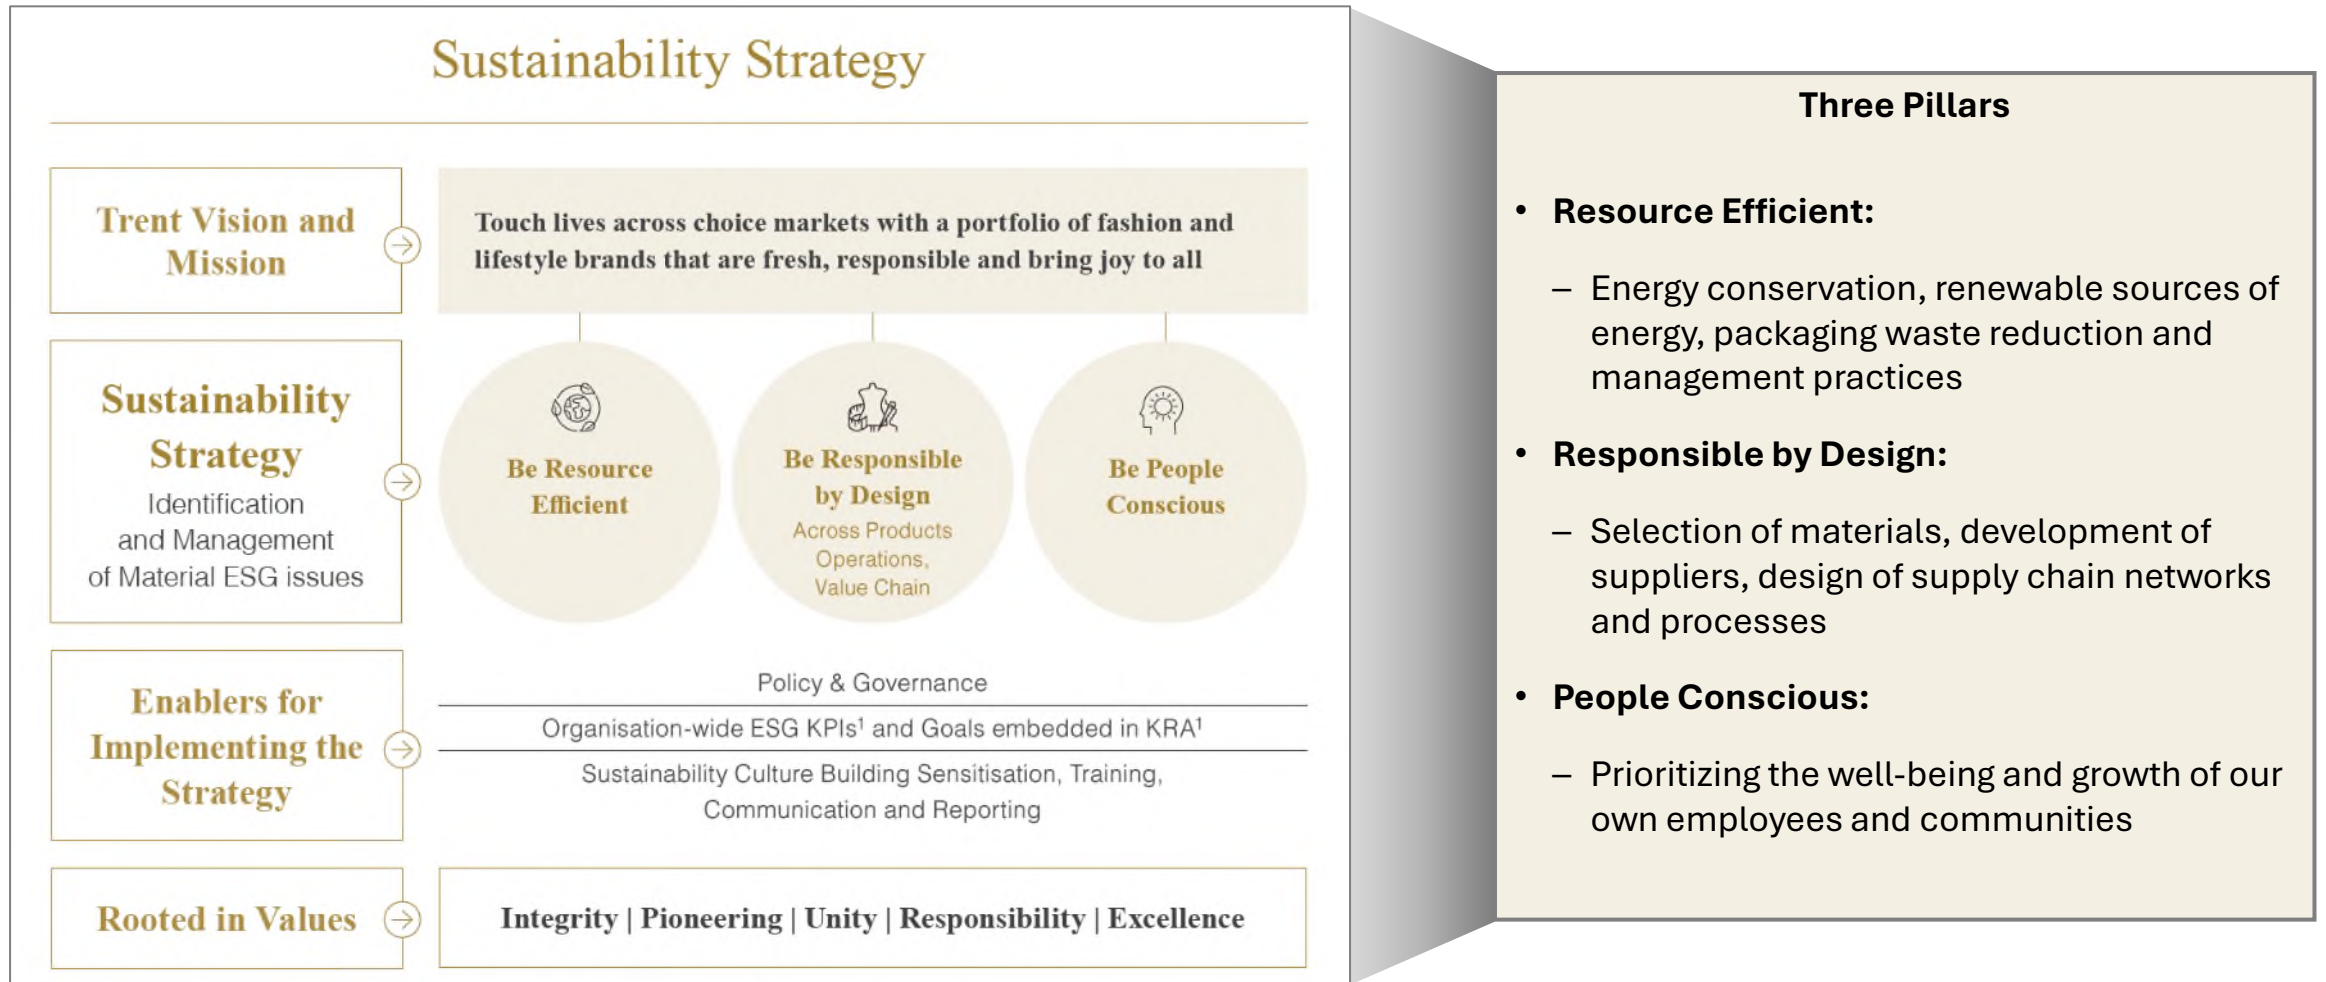 Sustainability Strategy
Trent Vision and
Mission
Touch lives across choice markets with a portfolio of fashion and
lifestyle brands that are fresh, responsible and bring joy to all
Sustainability
Strategy
Identification
and Management
of Material ESG issues
Be Resource
Efficient
Be Responsible
by Design
Across Products
Operations,
Value Chain
Be People
Conscious
Enablers for
Implementing the
Strategy
Policy & Governance
Organisation-wide ESG KPIs¹ and Goals embedded in KRA¹
Sustainability Culture Building Sensitisation, Training,
Communication and Reporting
Rooted in Values
Integrity | Pioneering | Unity | Responsibility | Excellence
Three Pillars
• Resource Efficient:
– Energy conservation, renewable sources of
energy, packaging waste reduction and
management practices
• Responsible by Design:
– Selection of materials, development of
suppliers, design of supply chain networks
and processes
• People Conscious:
– Prioritizing the well-being and growth of our
own employees and communities